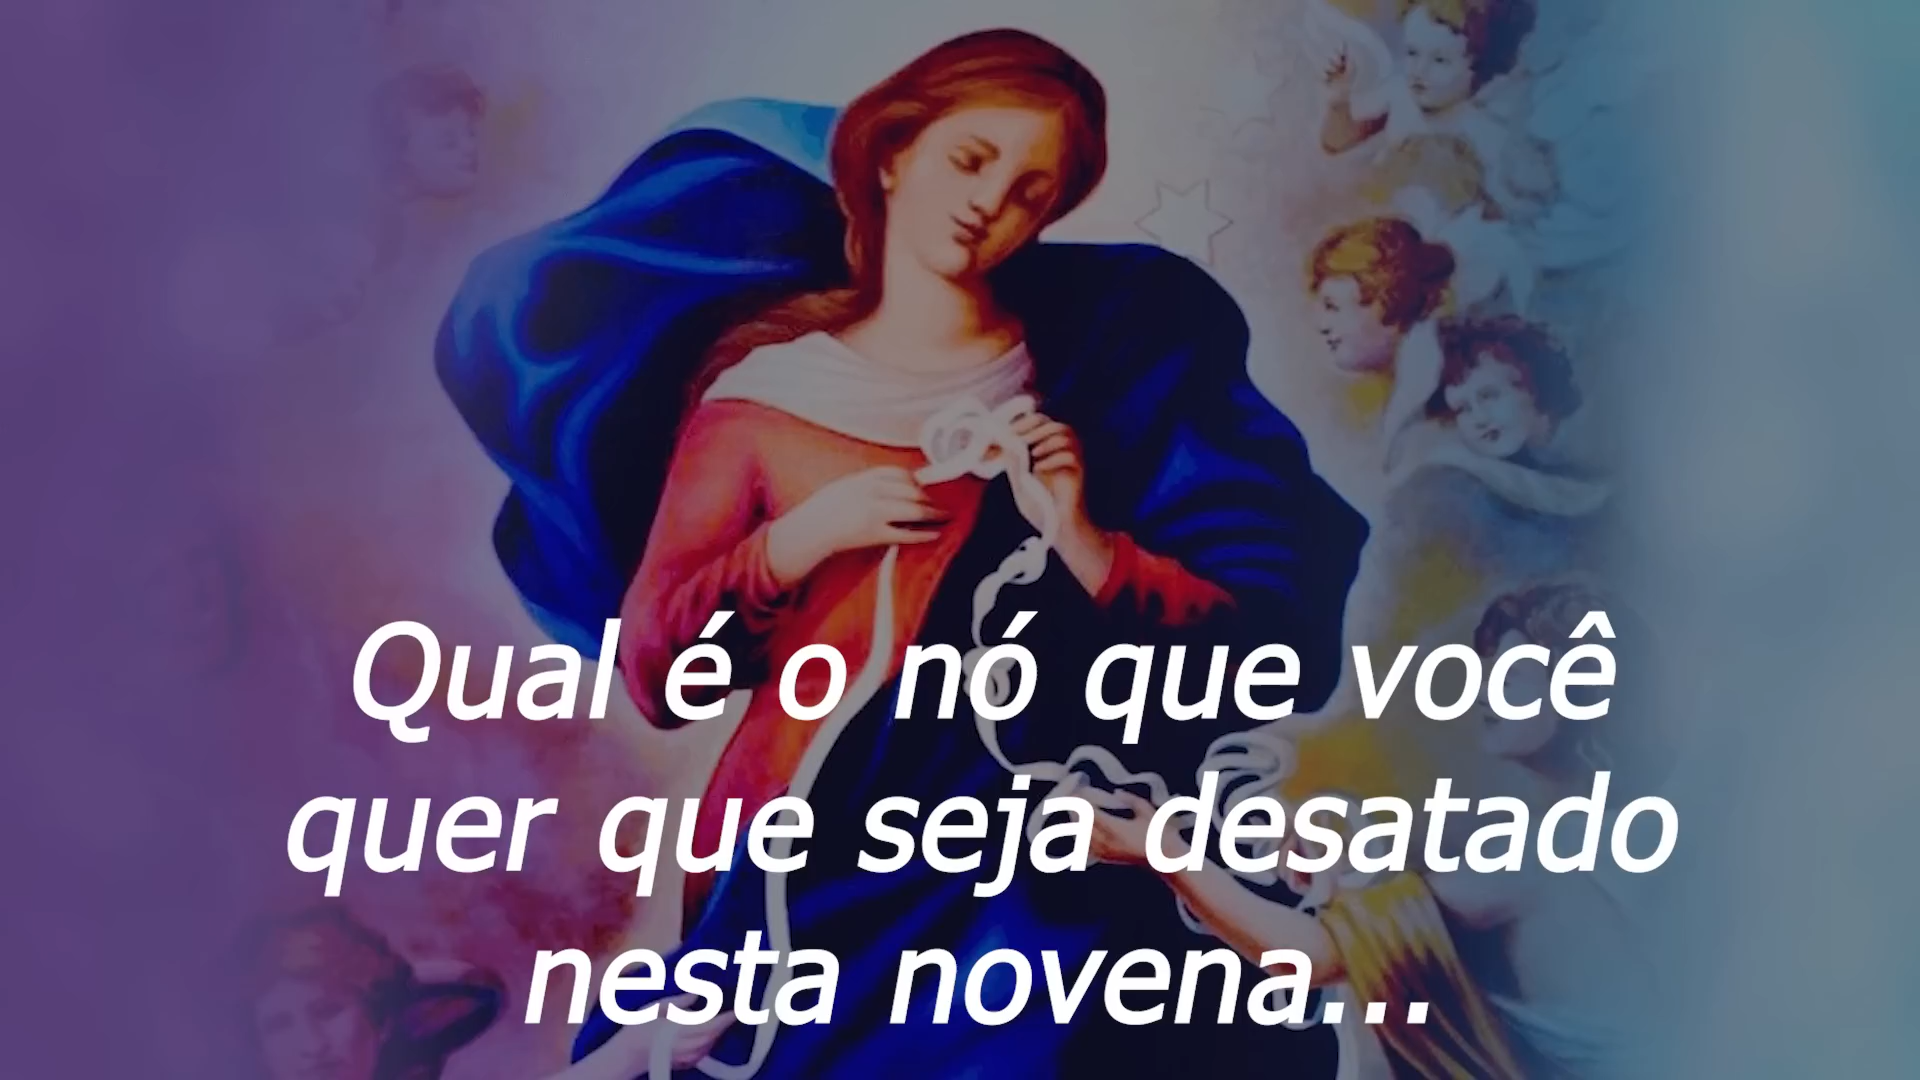 Qual é o nó que você
quer que seja desatado
nesta novena...